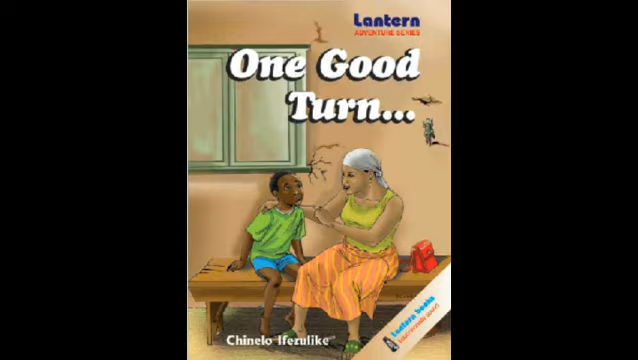 Lantern
ADVENTURE SERIES
One Good
Turn...
Chinelo Ifezulike
Lantern books